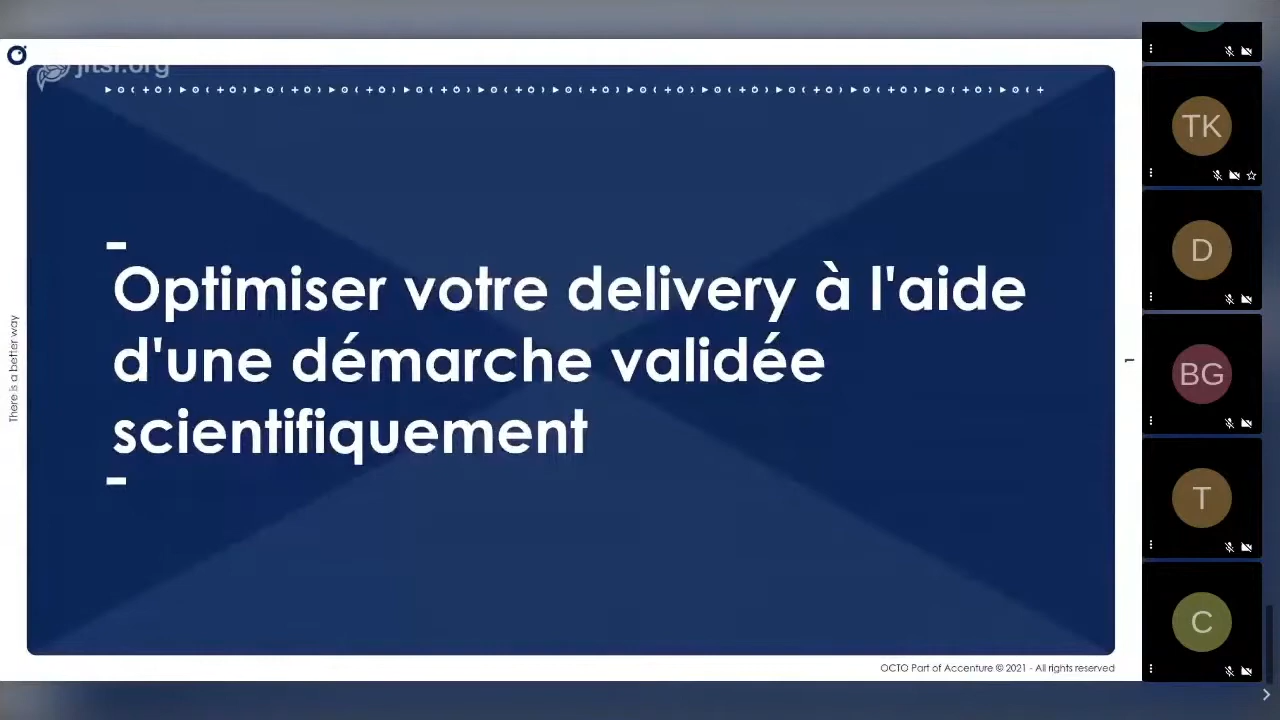 jitsi.org
Optimiser votre delivery à l'aide
d'une démarche validée
scientifiquement
There is a better way
1
OCTO Part of Accenture © 2021 - All rights reserved
TK
D
BG
T
C